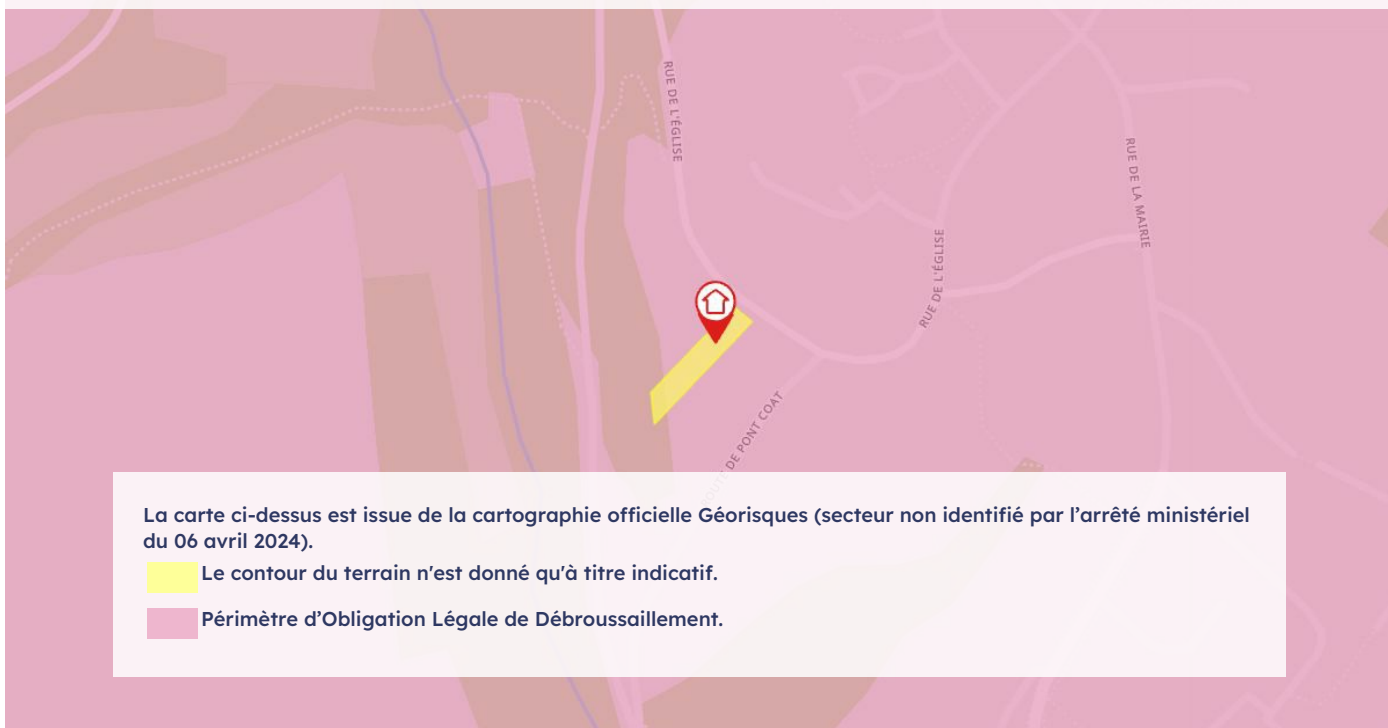 RUE DE L'ÉGLISE
RUE DE LA MAIRIE
RUE DE L'ÉGLISE
DE PONT COAT
La carte ci-dessus est issue de la cartographie officielle Géorisques (secteur non identifié par l’arrêté ministériel
du 06 avril 2024).
Le contour du terrain n'est donné qu'à titre indicatif.
Périmètre d’Obligation Légale de Débroussaillement.